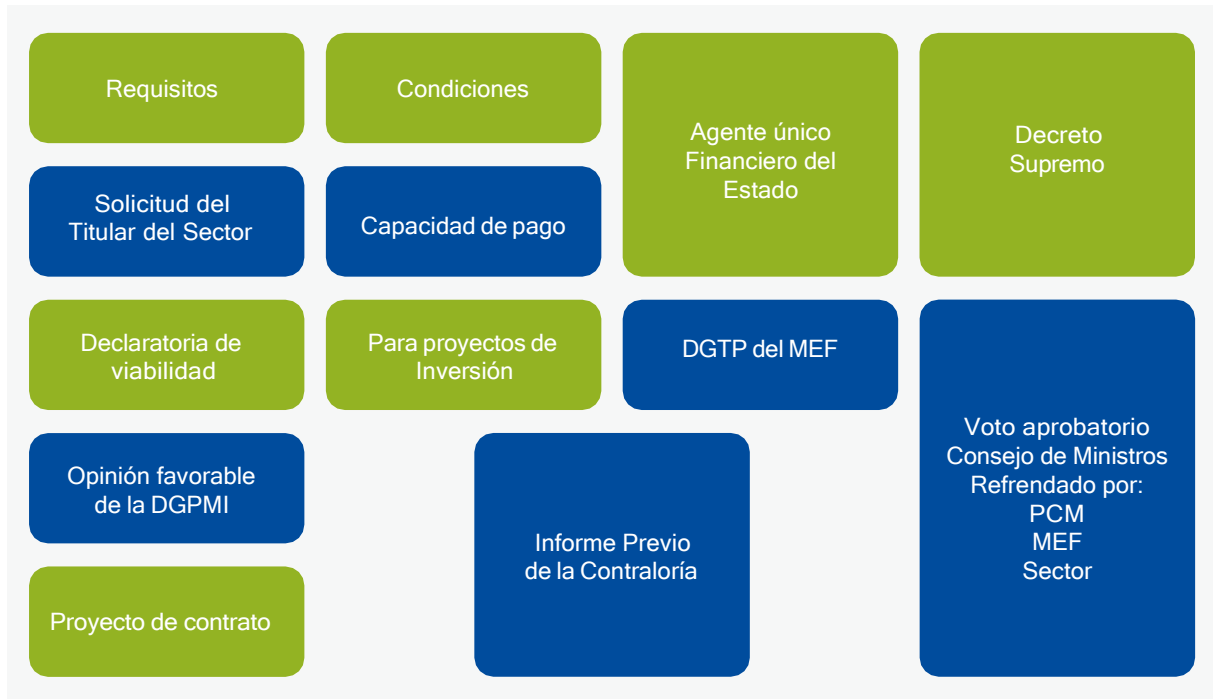 Requisitos
Condiciones
Agente único
Financiero del
Estado
Decreto
Supremo
Solicitud del
Titular del Sector
Capacidad de pago
Declaratoria de
viabilidad
Para proyectos de
Inversión
DGTP del MEF
Voto aprobatorio
Consejo de Ministros
Refrendado por:
PCM
MEF
Sector
Opinión favorable
de la DGPMI
Informe Previo
de la Contraloría
Proyecto de contrato